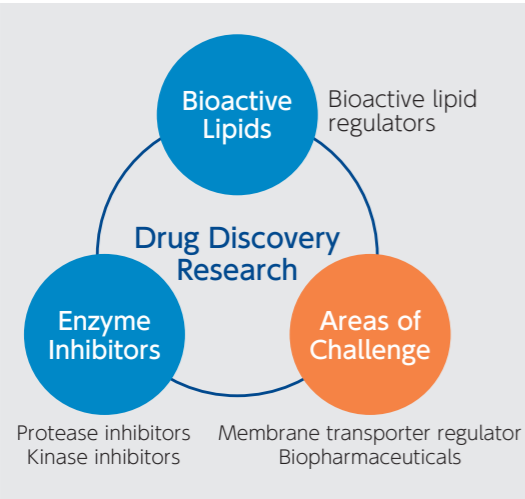 Bioactive
Lipids
Bioactive lipid
regulators
Drug Discovery
Research
Enzyme
Inhibitors
Areas of
Challenge
Protease inhibitors
Kinase inhibitors
Membrane transporter regulator
Biopharmaceuticals